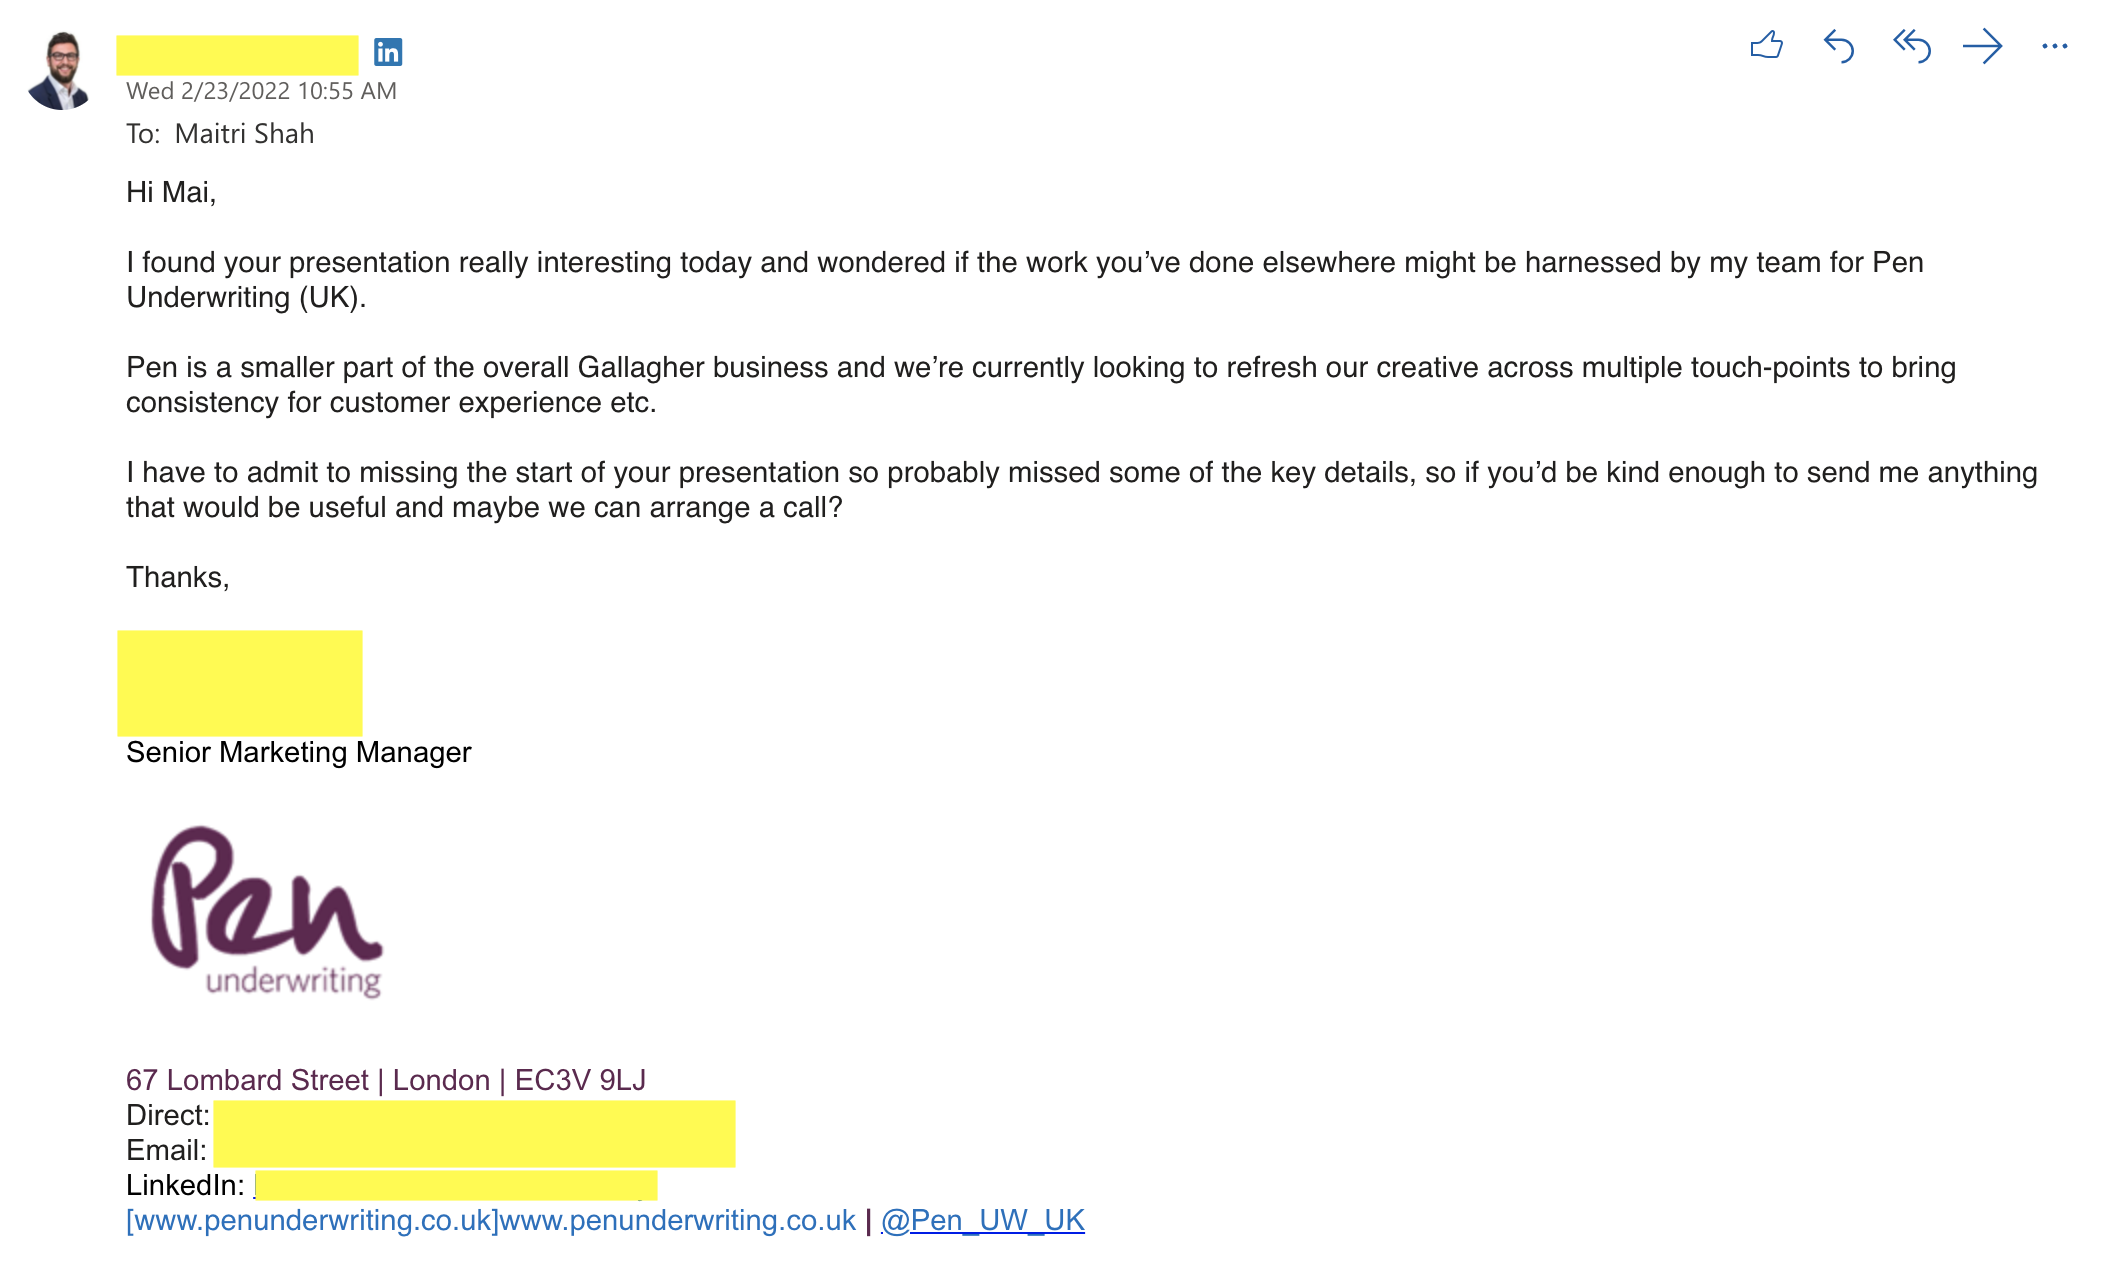 in
Wed 2/23/2022 10:55 AM
To: Maitri Shah
Hi Mai,
I found your presentation really interesting today and wondered if the work you’ve done elsewhere might be harnessed by my team for Pen
Underwriting (UK).
Pen is a smaller part of the overall Gallagher business and we’re currently looking to refresh our creative across multiple touch-points to bring
consistency for customer experience etc.
I have to admit to missing the start of your presentation so probably missed some of the key details, so if you’d be kind enough to send me anything
that would be useful and maybe we can arrange a call?
Thanks,
Senior Marketing Manager
Pen
underwriting
67 Lombard Street | London | EC3V 9LJ
Direct:
Email:
LinkedIn:
[www.penunderwriting.co.uk]www.penunderwriting.co.uk | @Pen_UW_UK